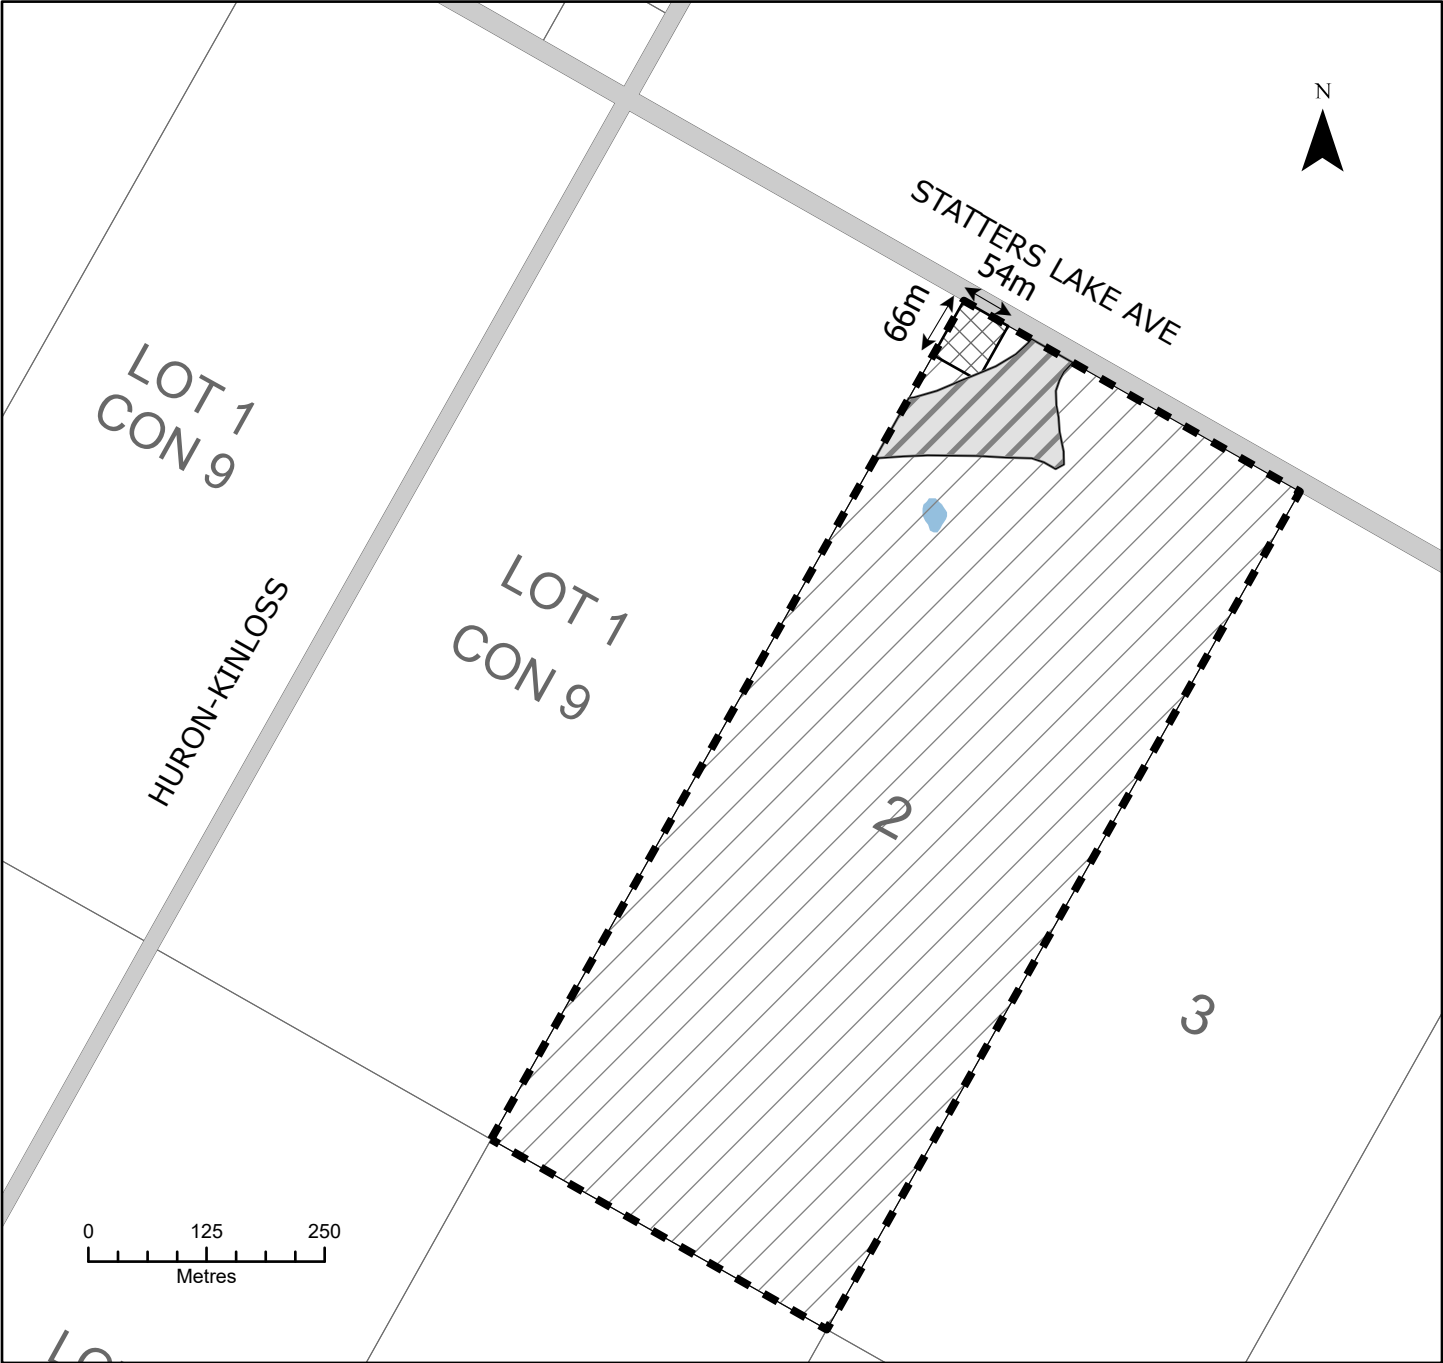 N
STATTERS LAKE AVE
54m
66m
LOT 1
CON 9
LOT 1
CON 9
HURON-KINLOSS
2
3
0 125 250
Metres